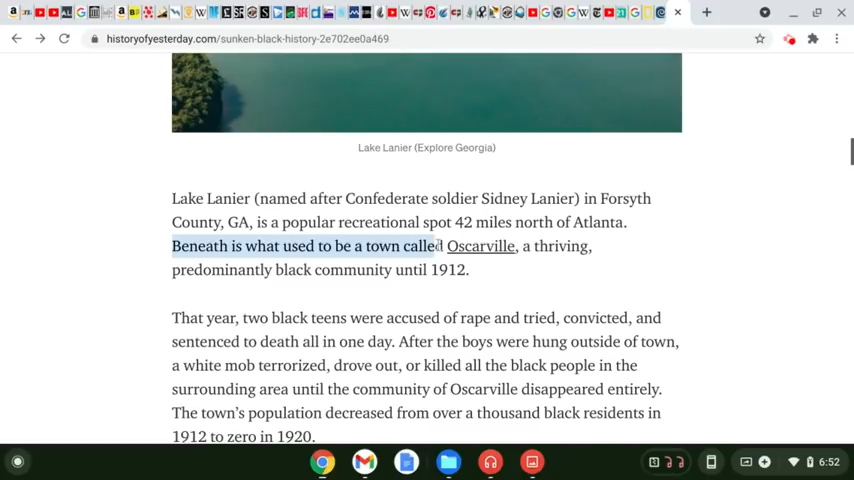 historyofyesterday.com/sunken-black-history-2e702ee0a469
Lake Lanier (Explore Georgia)
Lake Lanier (named after Confederate soldier Sidney Lanier) in Forsyth
County, GA, is a popular recreational spot 42 miles north of Atlanta.
Beneath is what used to be a town called Oscarville, a thriving,
predominantly black community until 1912.
That year, two black teens were accused of rape and tried, convicted, and
sentenced to death all in one day. After the boys were hung outside of town,
a white mob terrorized, drove out, or killed all the black people in the
surrounding area until the community of Oscarville disappeared entirely.
The town’s population decreased from over a thousand black residents in
1912 to zero in 1920.
6:52